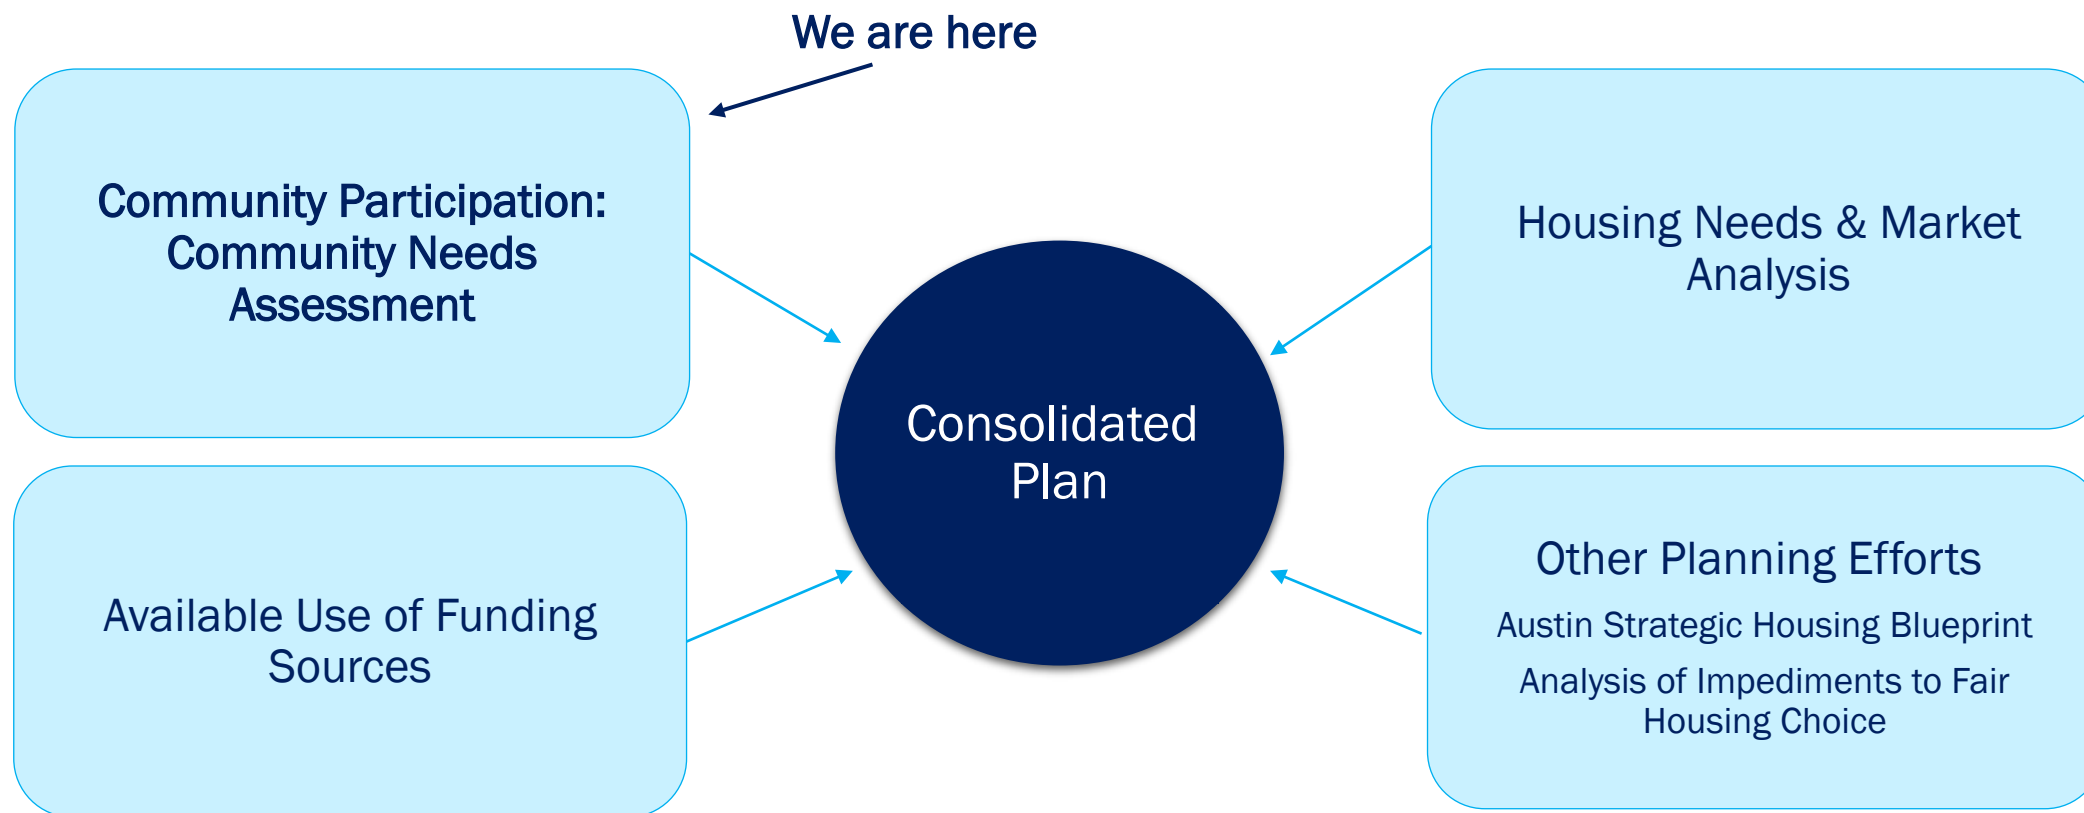 We are here
Community Participation:
Community Needs
Assessment
Housing Needs & Market
Analysis
Consolidated
Plan
Available Use of Funding
Sources
Other Planning Efforts
Austin Strategic Housing Blueprint
Analysis of Impediments to Fair
Housing Choice